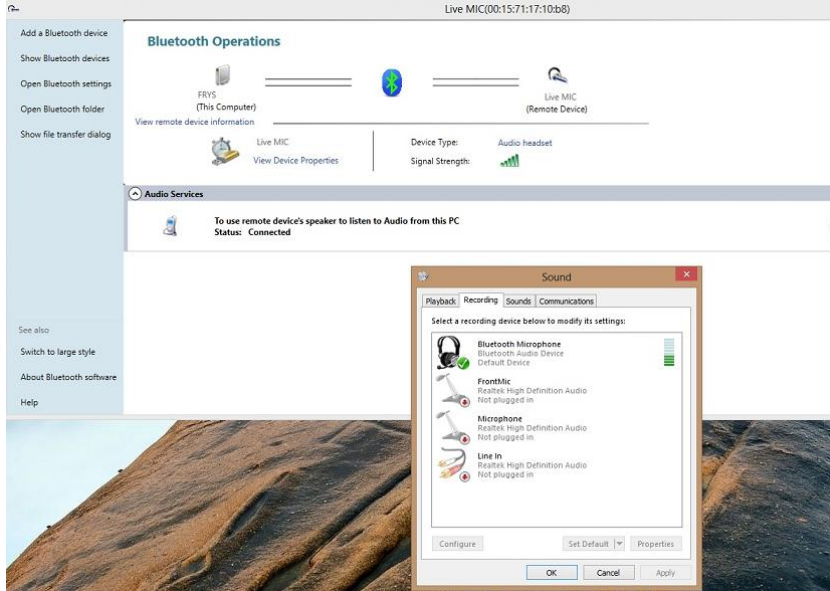 Live MIC(00:15:71:17:10:b8)
Add a Bluetooth device
Show Bluetooth devices
Open Bluetooth settings
Open Bluetooth folder
Show file transfer dialog
Bluetooth Operations
FRYS
(This Computer)
Live MIC
(Remote Device)
View remote device information
Live MIC
View Device Properties
Device Type: Audio headset
Signal Strength:
Audio Services
To use remote device's speaker to listen to Audio from this PC
Status: Connected
See also
Switch to large style
About Bluetooth software
Help
Sound
Playback Recording Sounds Communications
Select a recording device below to modify its settings:
Bluetooth Microphone
Bluetooth Audio Device
Default Device
FrontMic
Realtek High Definition Audio
Not plugged in
Microphone
Realtek High Definition Audio
Not plugged in
Line In
Realtek High Definition Audio
Not plugged in
Configure Set Default Properties
OK Cancel Apply